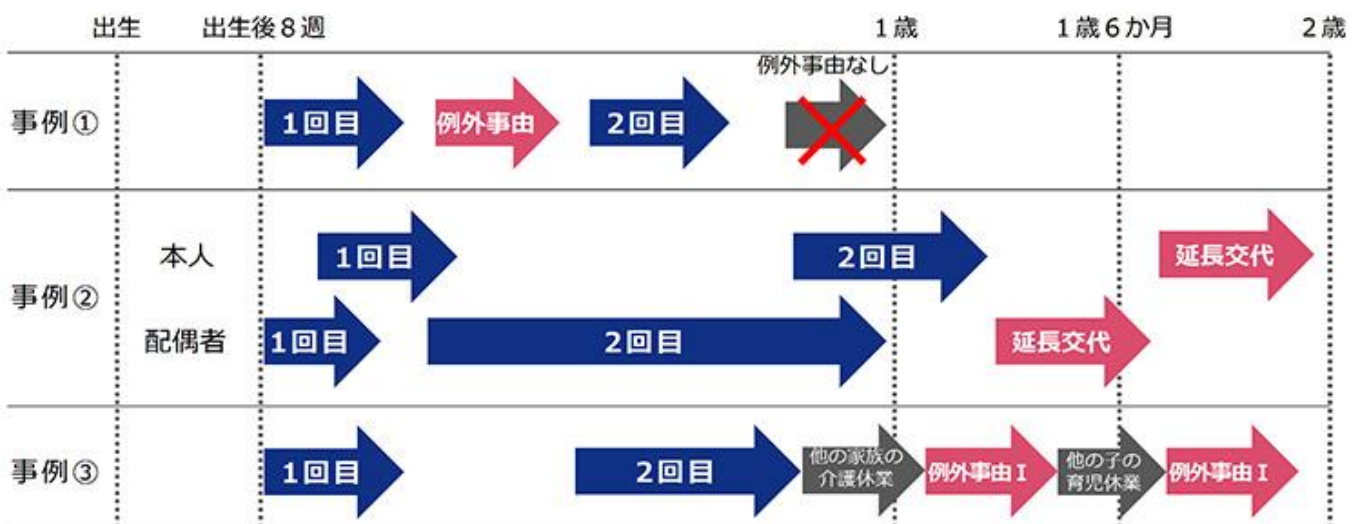 出生 出生後8週 1歳 1歳6か月 2歳
例外事由なし
事例① 1回目 例外事由 2回目
本人 1回目 2回目 延長交代
事例②
配偶者 1回目 2回目 延長交代
事例③ 1回目 2回目 他の家族の介護休業 例外事由Ⅰ 他の子の育児休業 例外事由Ⅰ